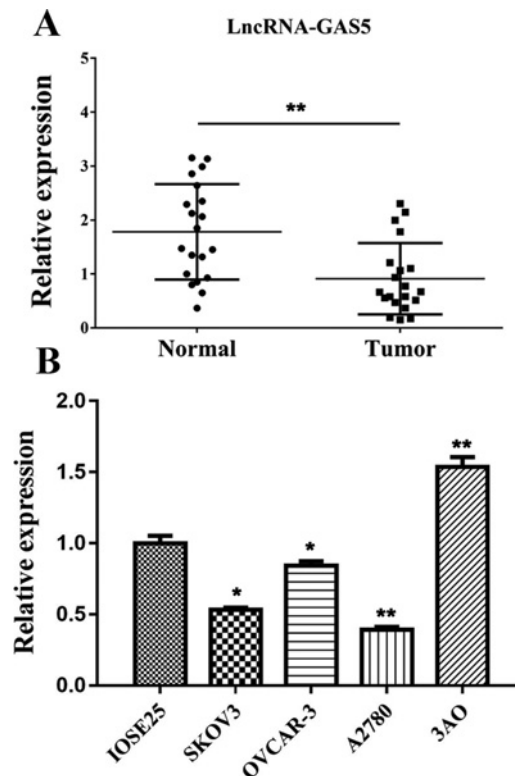 A
LncRNA-GAS5
Relative expression
5
4
3
2
1
0
**
Normal
Tumor
B
Relative expression
2.0
1.5
1.0
0.5
0.0
*
*
**
**
IOSE25
SKOV3
OVCAR-3
A2780
3AO